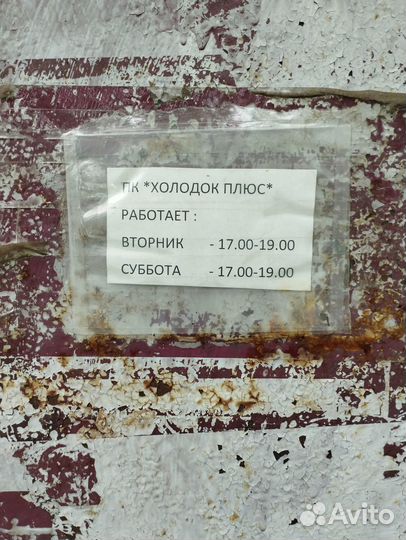 ПК *ХОЛОДОК ПЛЮС*
РАБОТАЕТ :
ВТОРНИК - 17.00-19.00
СУББОТА - 17.00-19.00
Avito